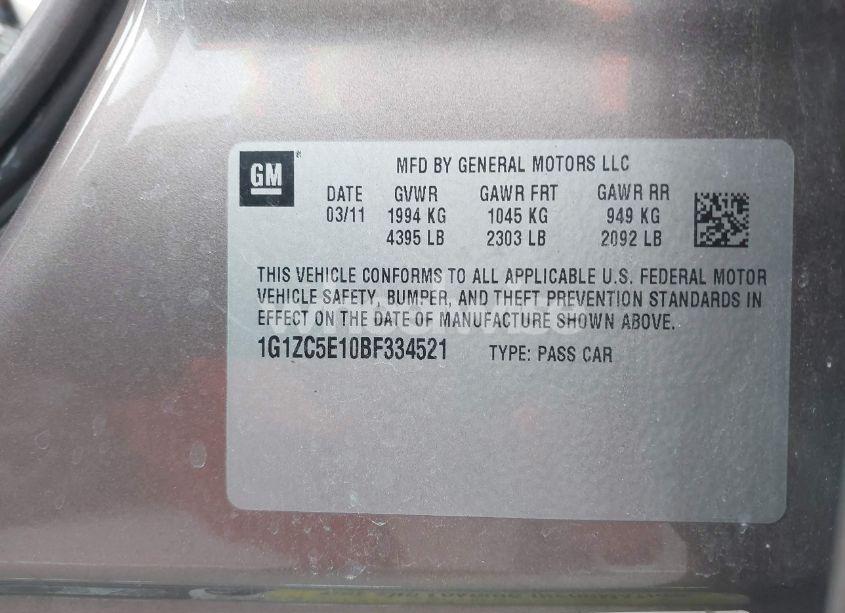 GM
MFD BY GENERAL MOTORS LLC
DATE GVWR GAWR FRT GAWR RR
03/11 1994 KG 1045 KG 949 KG
4395 LB 2303 LB 2092 LB
THIS VEHICLE CONFORMS TO ALL APPLICABLE U.S. FEDERAL MOTOR
VEHICLE SAFETY, BUMPER, AND THEFT PREVENTION STANDARDS IN
EFFECT ON THE DATE OF MANUFACTURE SHOWN ABOVE.
1G1ZC5E10BF334521 TYPE: PASS CAR